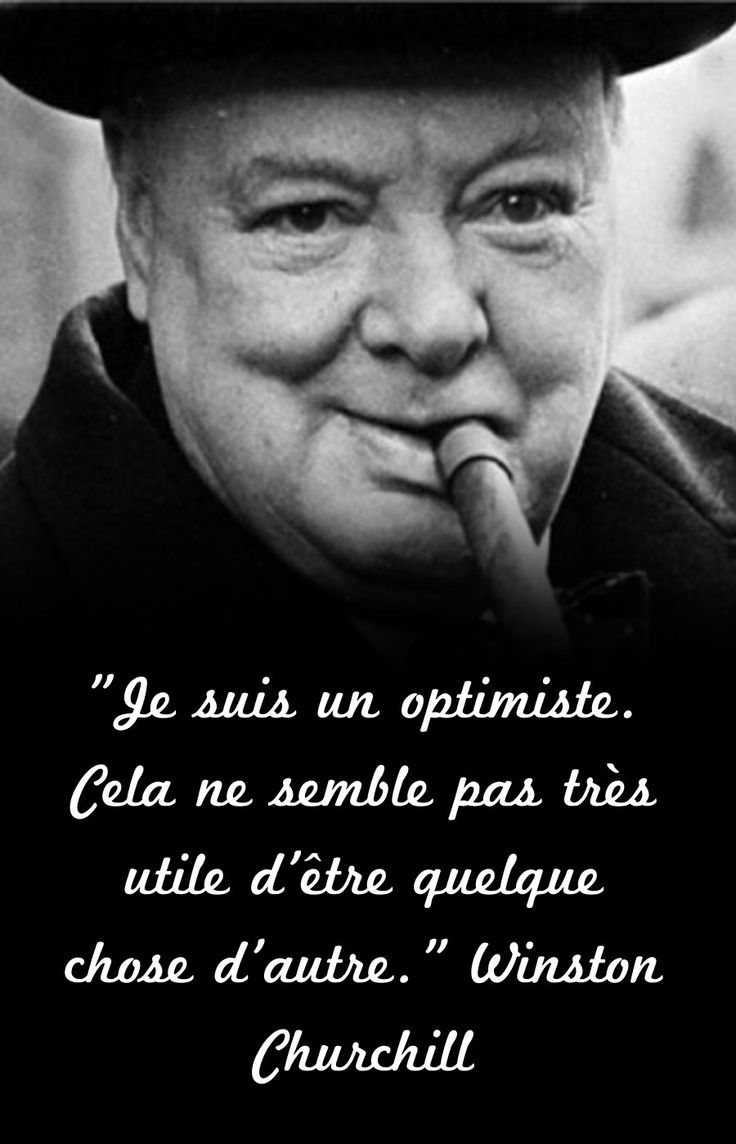 "Je suis un optimiste.
Cela ne semble pas très
utile d'être quelque
chose d'autre." Winston
Churchill